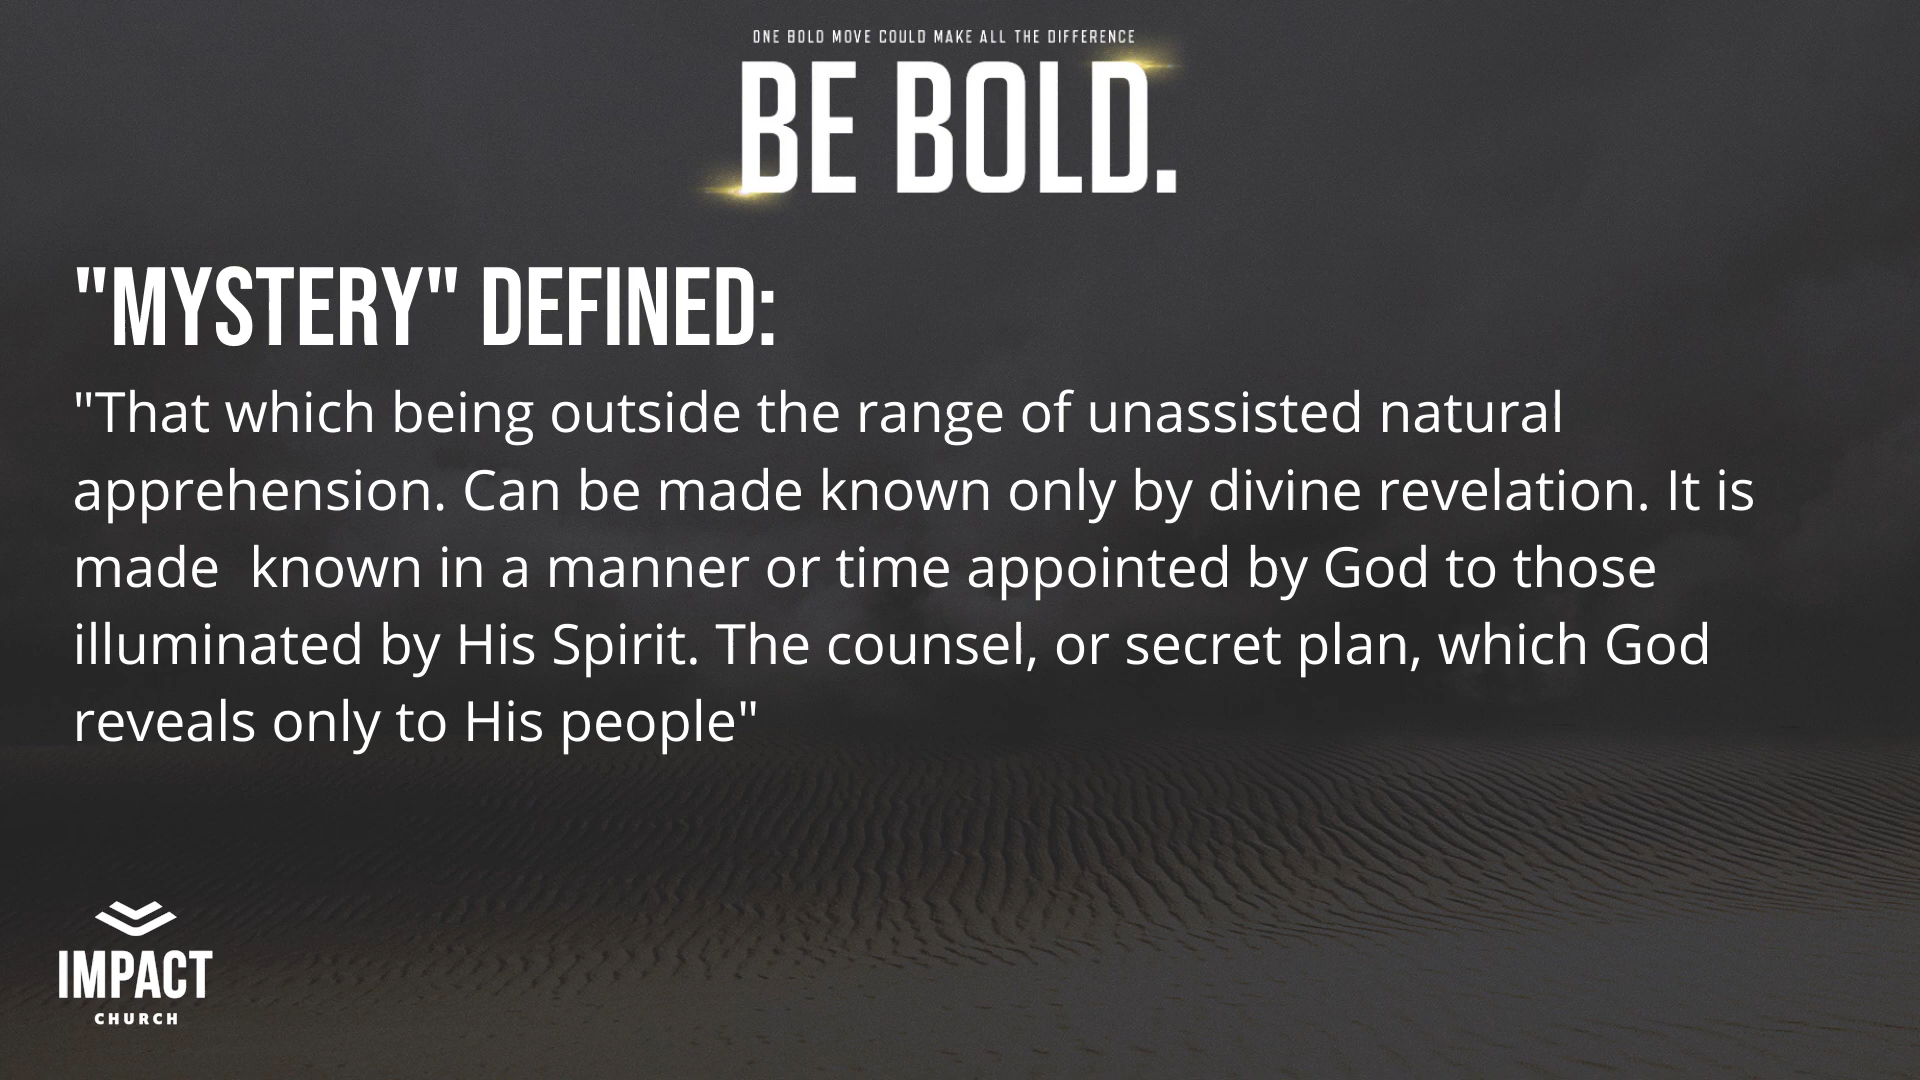 ONE BOLD MOVE COULD MAKE ALL THE DIFFERENCE
BE BOLD.
"MYSTERY" DEFINED:
"That which being outside the range of unassisted natural
apprehension. Can be made known only by divine revelation. It is
made  known in a manner or time appointed by God to those
illuminated by His Spirit. The counsel, or secret plan, which God
reveals only to His people"
IMPACT
CHURCH